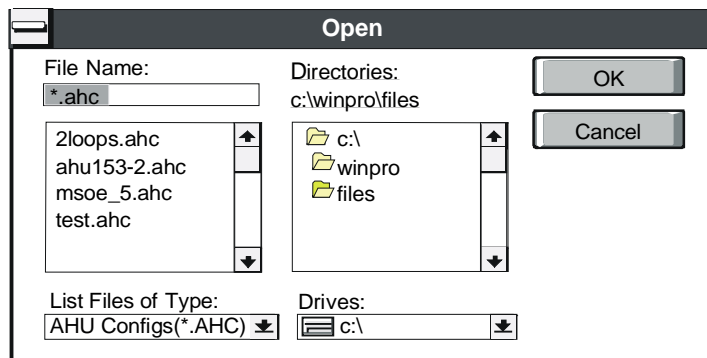 Open
File Name:
*.ahc
Directories:
c:\winpro\files
OK
Cancel
2loops.ahc
ahu153-2.ahc
msoe_5.ahc
test.ahc
c:\
winpro
files
List Files of Type:
AHU Configs(*.AHC)
Drives:
c:\